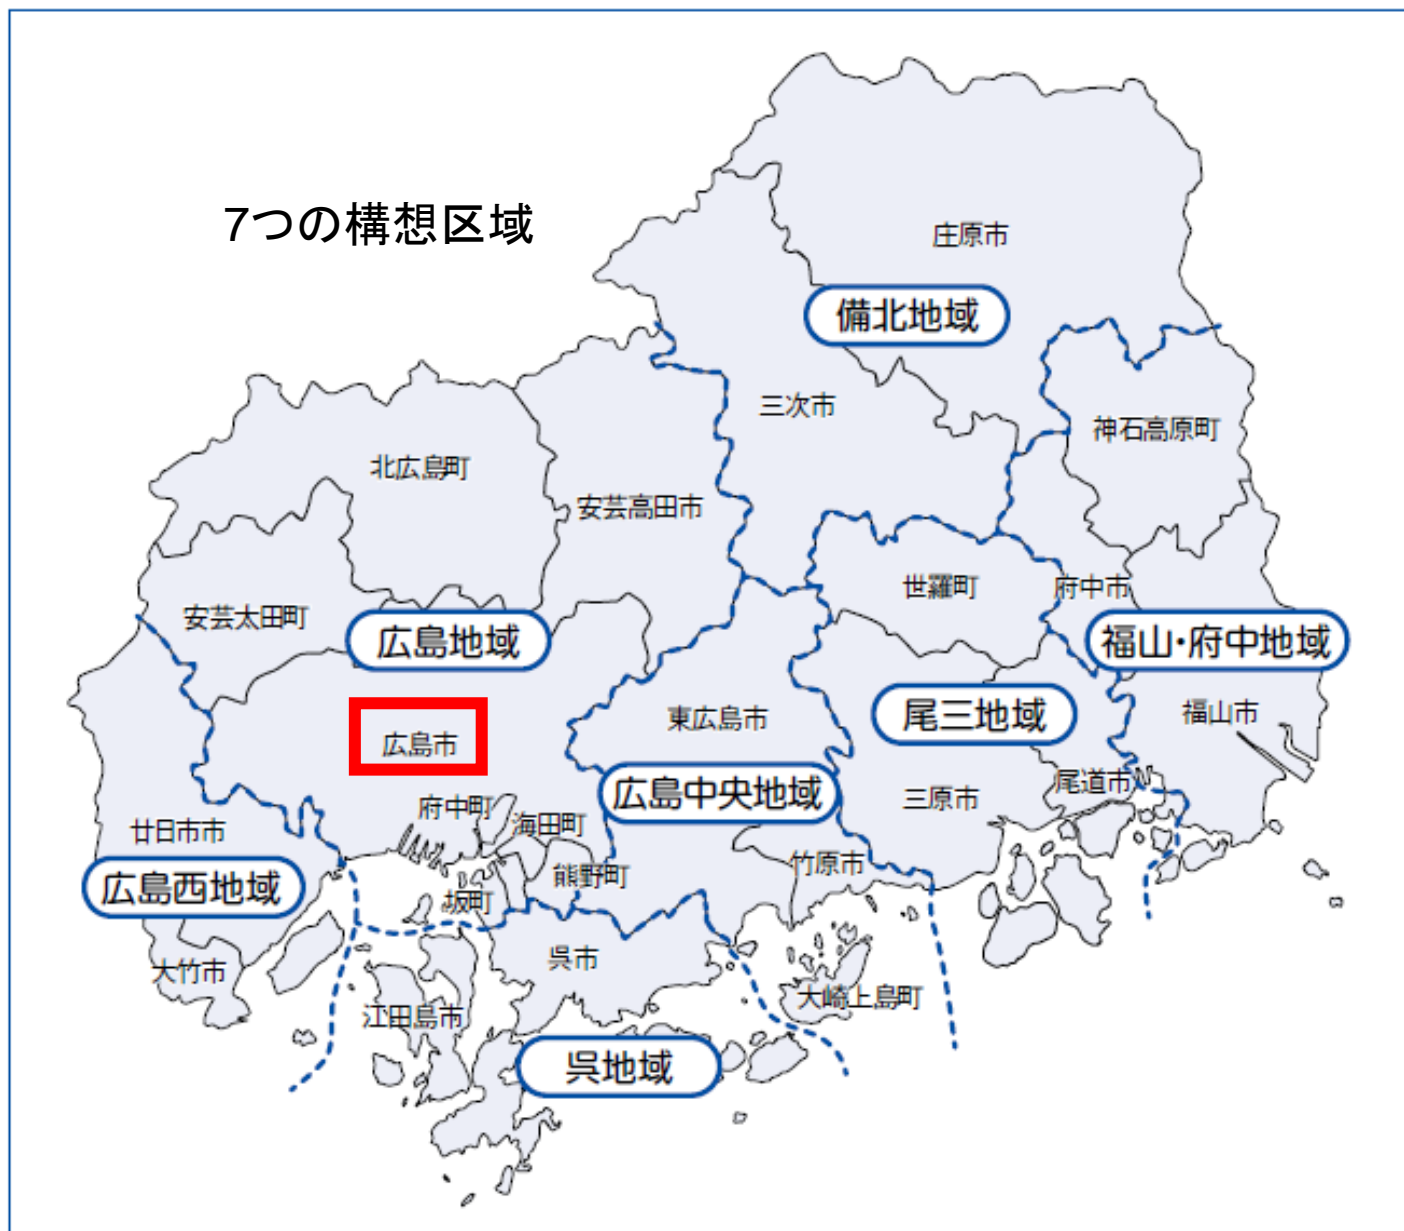 7つの構想区域
庄原市
備北地域
三次市
神石高原町
北広島町
安芸高田市
世羅町
府中市
安芸太田町
広島地域
福山・府中地域
尾三地域
東広島市
福山市
広島市
尾道市
広島中央地域
三原市
府中町
海田町
廿日市市
竹原市
熊野町
広島西地域
坂町
呉市
大竹市
大崎上島町
江田島市
呉地域